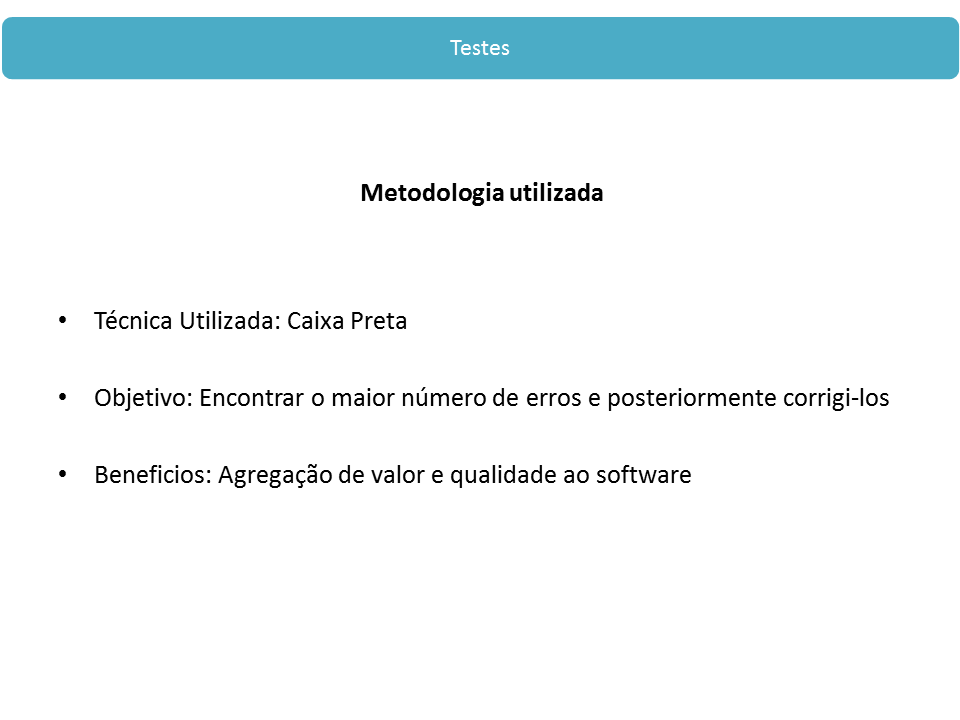 Testes
Metodologia utilizada
• Técnica Utilizada: Caixa Preta
• Objetivo: Encontrar o maior número de erros e posteriormente corrigi-los
• Beneficios: Agregação de valor e qualidade ao software